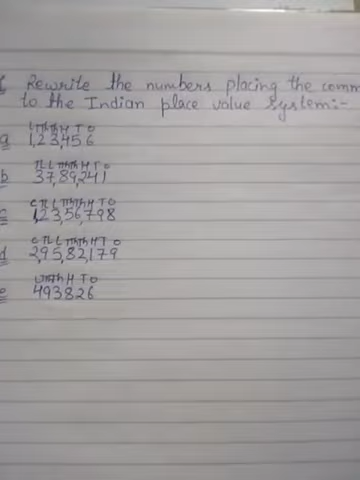 Rewrite the numbers placing the comm
to the Indian place value system:-
L TTh Th H T O
a 1,23,456
TL L TTh Th H T O
b 37,89,241
C TL L TTh Th H T O
c 1,23,56,798
C TL L TTh Th H T O
d 29,5,82,179
L TTh Th H T O
e 493826